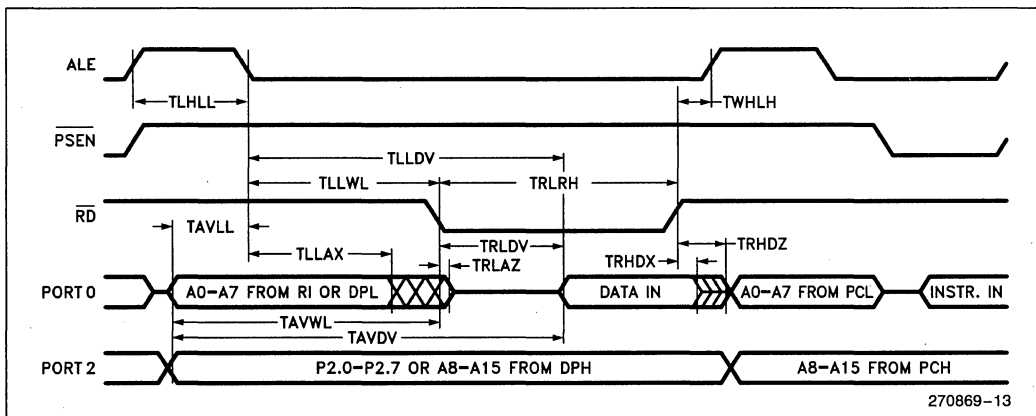 ALE
TLHLL
TWHLH
PSEN
TLLDV
TLLWL
TRLRH
RD
TAVLL
TRLDV
TRHDZ
TLLAX
TRLAZ
TRHDX
PORT 0
A0–A7 FROM RI OR DPL
DATA IN
A0–A7 FROM PCL
INSTR. IN
TAVWL
TAVDV
PORT 2
P2.0–P2.7 OR A8–A15 FROM DPH
A8–A15 FROM PCH
270869–13